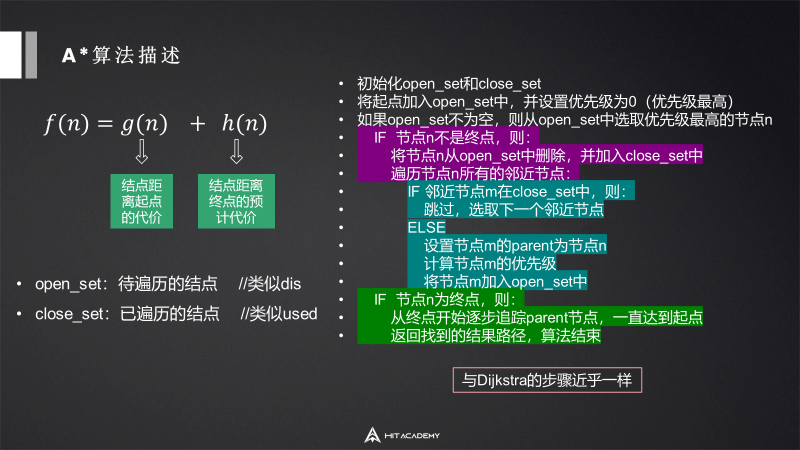 A*算法描述
f(n) = g(n) + h(n)
结点距
离起点
的代价
结点距离
终点的预
计代价
• open_set：待遍历的结点 //类似dis
• close_set：已遍历的结点 //类似used
• 初始化open_set和close_set
• 将起点加入open_set中，并设置优先级为0（优先级最高）
• 如果open_set不为空，则从open_set中选取优先级最高的节点n
• IF 节点n不是终点，则：
• 将节点n从open_set中删除，并加入close_set中
• 遍历节点n所有的邻近节点：
• IF 邻近节点m在close_set中，则：
• 跳过，选取下一个邻近节点
• ELSE
• 设置节点m的parent为节点n
• 计算节点m的优先级
• 将节点m加入open_set中
• IF 节点n为终点，则：
• 从终点开始逐步追踪parent节点，一直达到起点
• 返回找到的结果路径，算法结束
与Dijkstra的步骤近乎一样
HIT ACADEMY